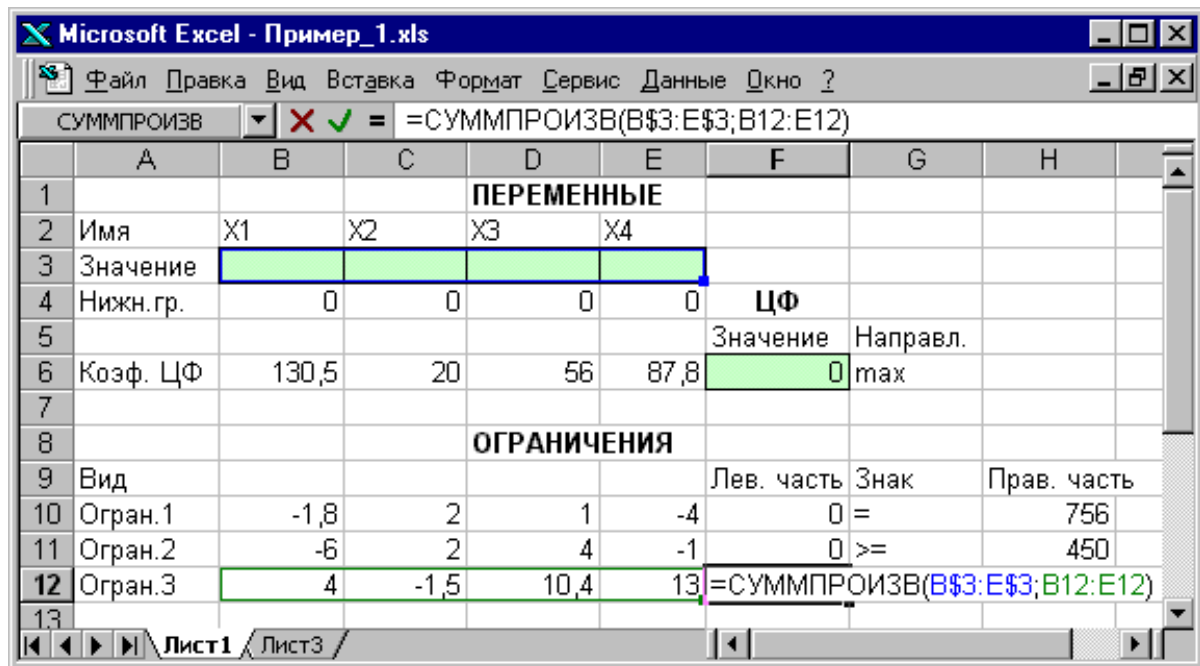 Microsoft Excel - Пример_1.xls
Файл Правка Вид Вставка Формат Сервис Данные Окно ?
СУММПРОИЗВ = =СУММПРОИЗВ(B$3:E$3;B12:E12)
A B C D E F G H
1 ПЕРЕМЕННЫЕ
2 Имя X1 X2 X3 X4
3 Значение
4 Нижн.гр. 0 0 0 0 ЦФ
5 Значение Направл.
6 Коэф. ЦФ 130,5 20 56 87,8 0 max
7
8 ОГРАНИЧЕНИЯ
9 Вид Лев. часть Знак Прав. часть
10 Огран.1 -1,8 2 1 -4 0 = 756
11 Огран.2 -6 2 4 -1 0 >= 450
12 Огран.3 4 -1,5 10,4 13 =СУММПРОИЗВ(B$3:E$3;B12:E12)
13
Лист1 Лист3